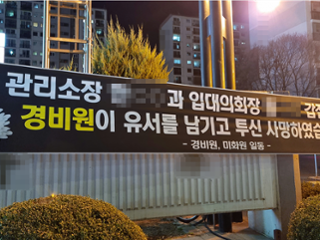 관리소장 과 입대의회장 갑
경비원이 유서를 남기고 투신 사망하였습
- 경비원, 미화원 일동 -